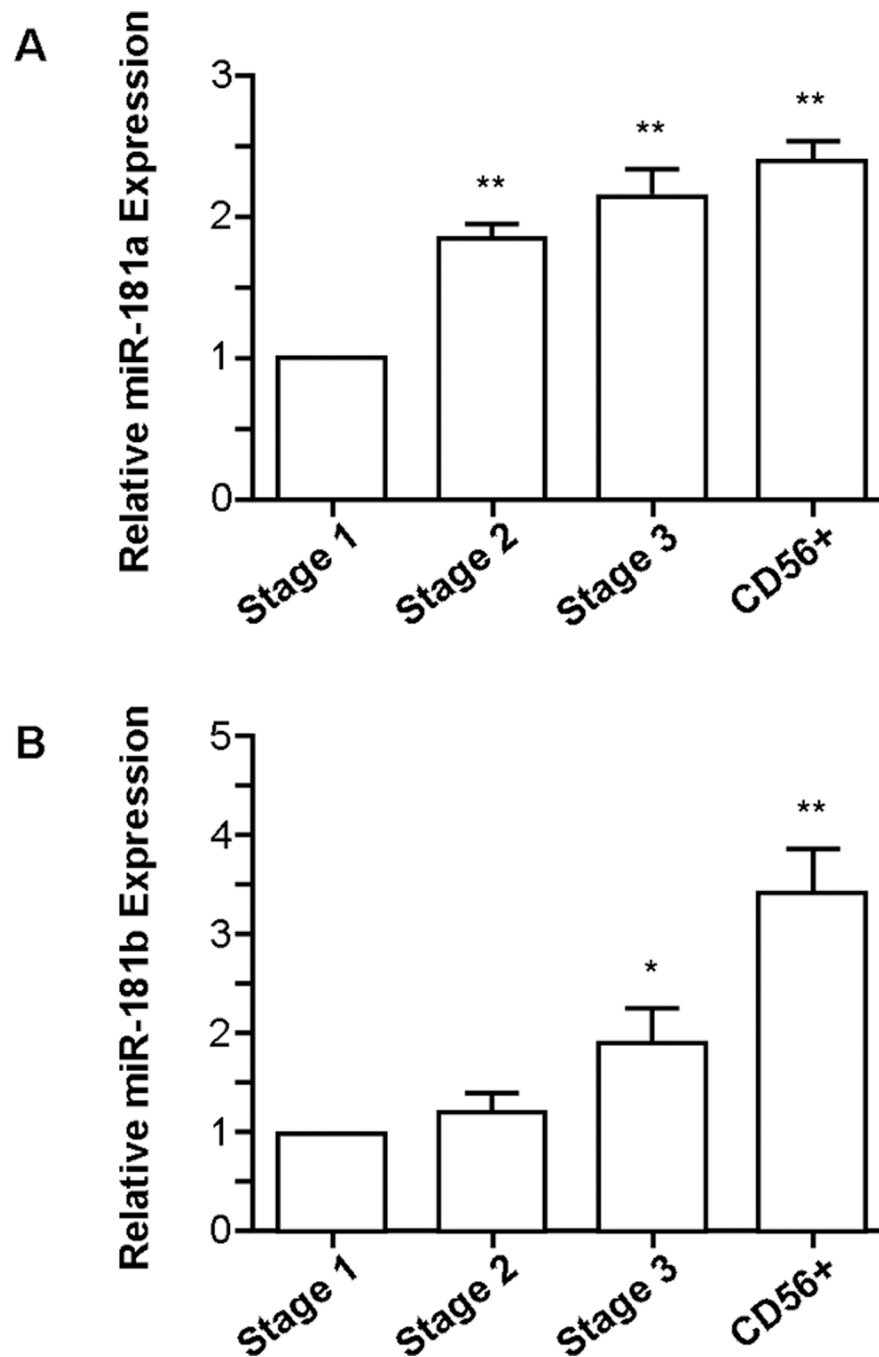 A
Relative miR-181a Expression
3
2
1
0
**
**
**
Stage 1
Stage 2
Stage 3
CD56+
B
Relative miR-181b Expression
5
4
3
2
1
0
*
**
Stage 1
Stage 2
Stage 3
CD56+